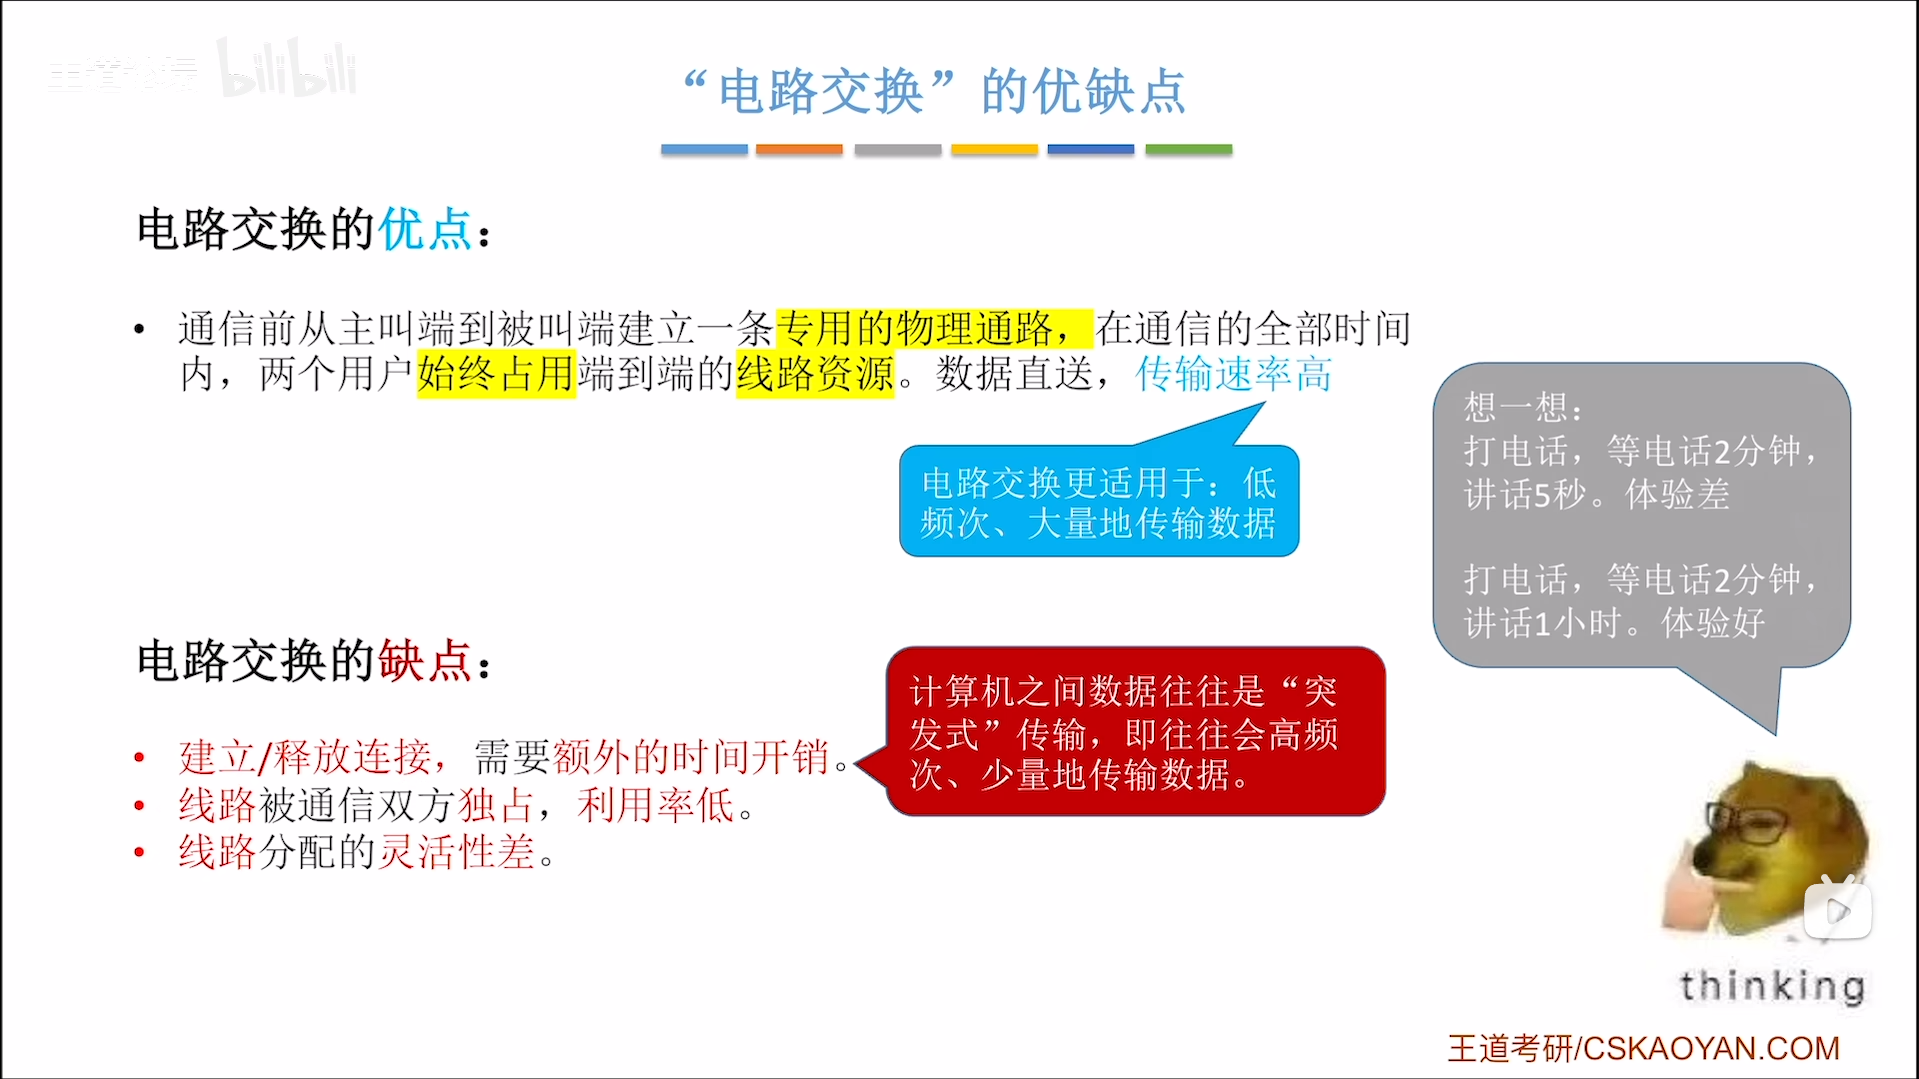 王道论坛 bilibili
“电路交换”的优缺点
电路交换的优点：
• 通信前从主叫端到被叫端建立一条专用的物理通路，在通信的全部时间
内，两个用户始终占用端到端的线路资源。数据直送，传输速率高
电路交换更适用于：低
频次、大量地传输数据
想一想：
打电话，等电话2分钟，
讲话5秒。体验差
打电话，等电话2分钟，
讲话1小时。体验好
电路交换的缺点：
• 建立/释放连接，需要额外的时间开销。
• 线路被通信双方独占，利用率低。
• 线路分配的灵活性差。
计算机之间数据往往是“突
发式”传输，即往往会高频
次、少量地传输数据。
thinking
王道考研/CSKAOYAN.COM